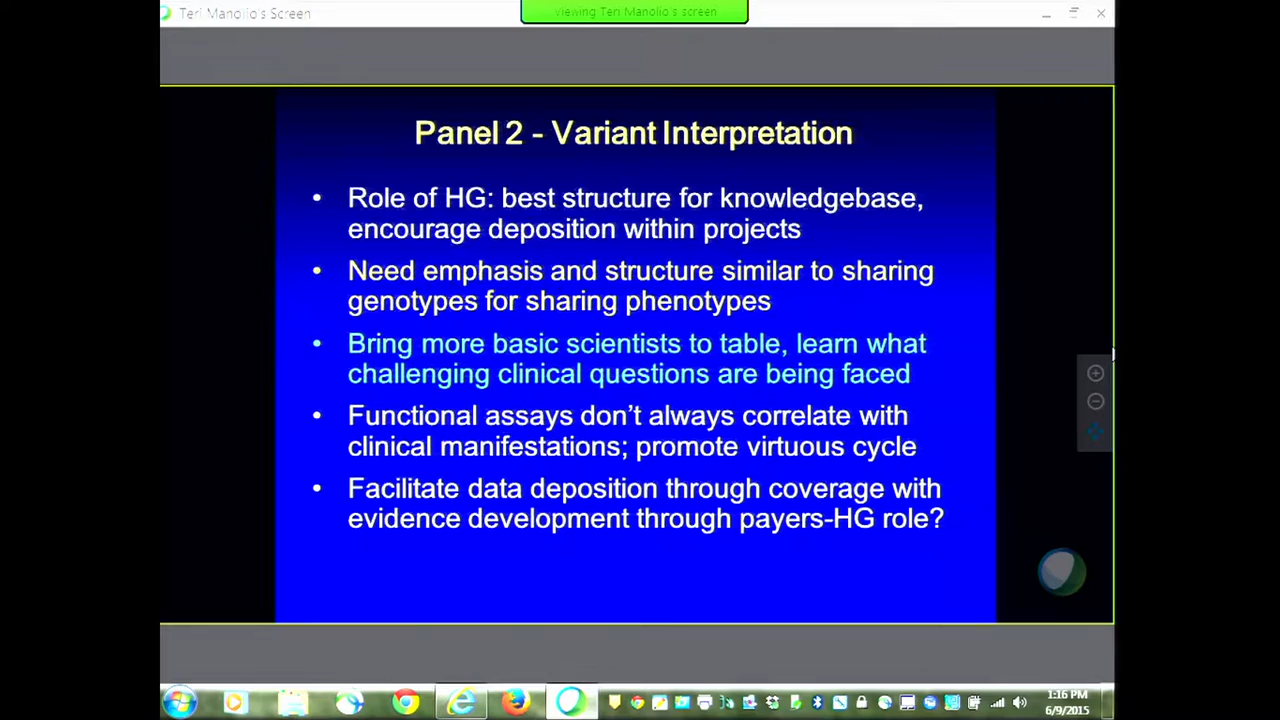 Teri Manolio's Screen
viewing Teri Manolio's screen
Panel 2 - Variant Interpretation
• Role of HG: best structure for knowledgebase,
encourage deposition within projects
• Need emphasis and structure similar to sharing
genotypes for sharing phenotypes
• Bring more basic scientists to table, learn what
challenging clinical questions are being faced
• Functional assays don't always correlate with
clinical manifestations; promote virtuous cycle
• Facilitate data deposition through coverage with
evidence development through payers-HG role?
1:16 PM
6/9/2015